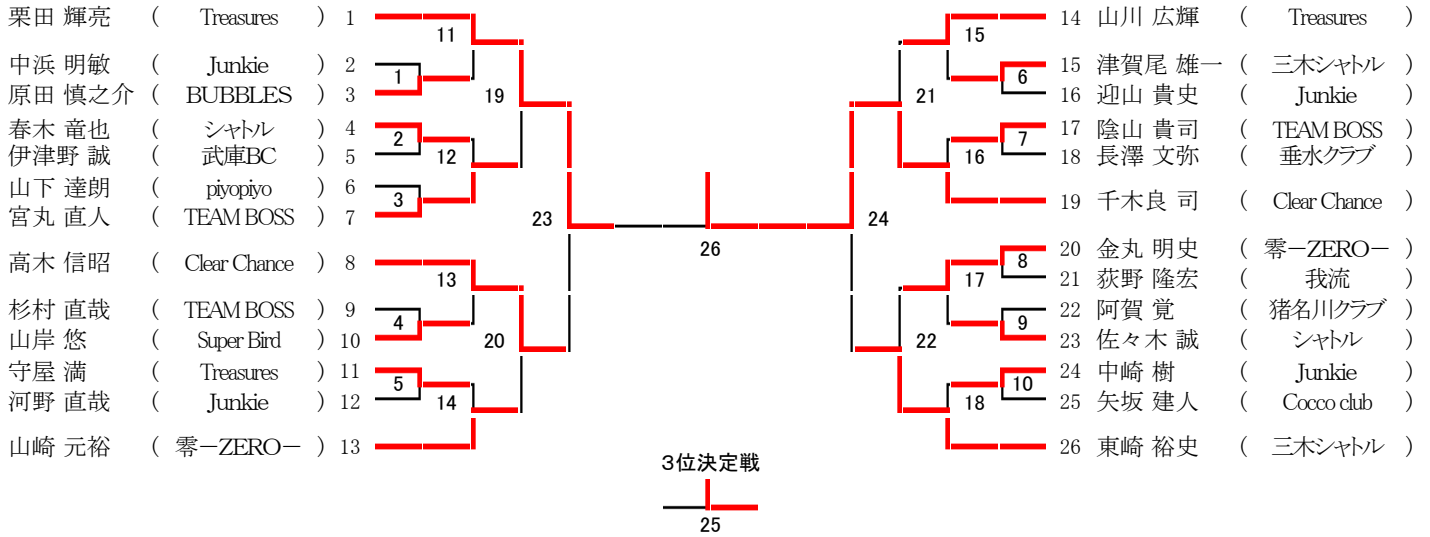 栗田 輝亮 ( Treasures ) 1
中浜 明敏 ( Junkie ) 2
原田 慎之介 ( BUBBLES ) 3
春木 竜也 ( シャトル ) 4
伊津野 誠 ( 武庫BC ) 5
山下 達朗 ( piyopiyo ) 6
宮丸 直人 ( TEAM BOSS ) 7
高木 信昭 ( Clear Chance ) 8
杉村 直哉 ( TEAM BOSS ) 9
山岸 悠 ( Super Bird ) 10
守屋 満 ( Treasures ) 11
河野 直哉 ( Junkie ) 12
山崎 元裕 ( 零ーZEROー ) 13
11
1
19
2
12
3
23
13
4
20
5
14
26
3位決定戦
25
15
6
21
7
16
24
8
17
9
22
10
18
14 山川 広輝 ( Treasures )
15 津賀尾 雄一 ( 三木シャトル )
16 迎山 貴史 ( Junkie )
17 陰山 貴司 ( TEAM BOSS )
18 長澤 文弥 ( 垂水クラブ )
19 千木良 司 ( Clear Chance )
20 金丸 明史 ( 零ーZEROー )
21 荻野 隆宏 ( 我流 )
22 阿賀 覚 ( 猪名川クラブ )
23 佐々木 誠 ( シャトル )
24 中崎 樹 ( Junkie )
25 矢坂 建人 ( Cocco club )
26 東崎 裕史 ( 三木シャトル )